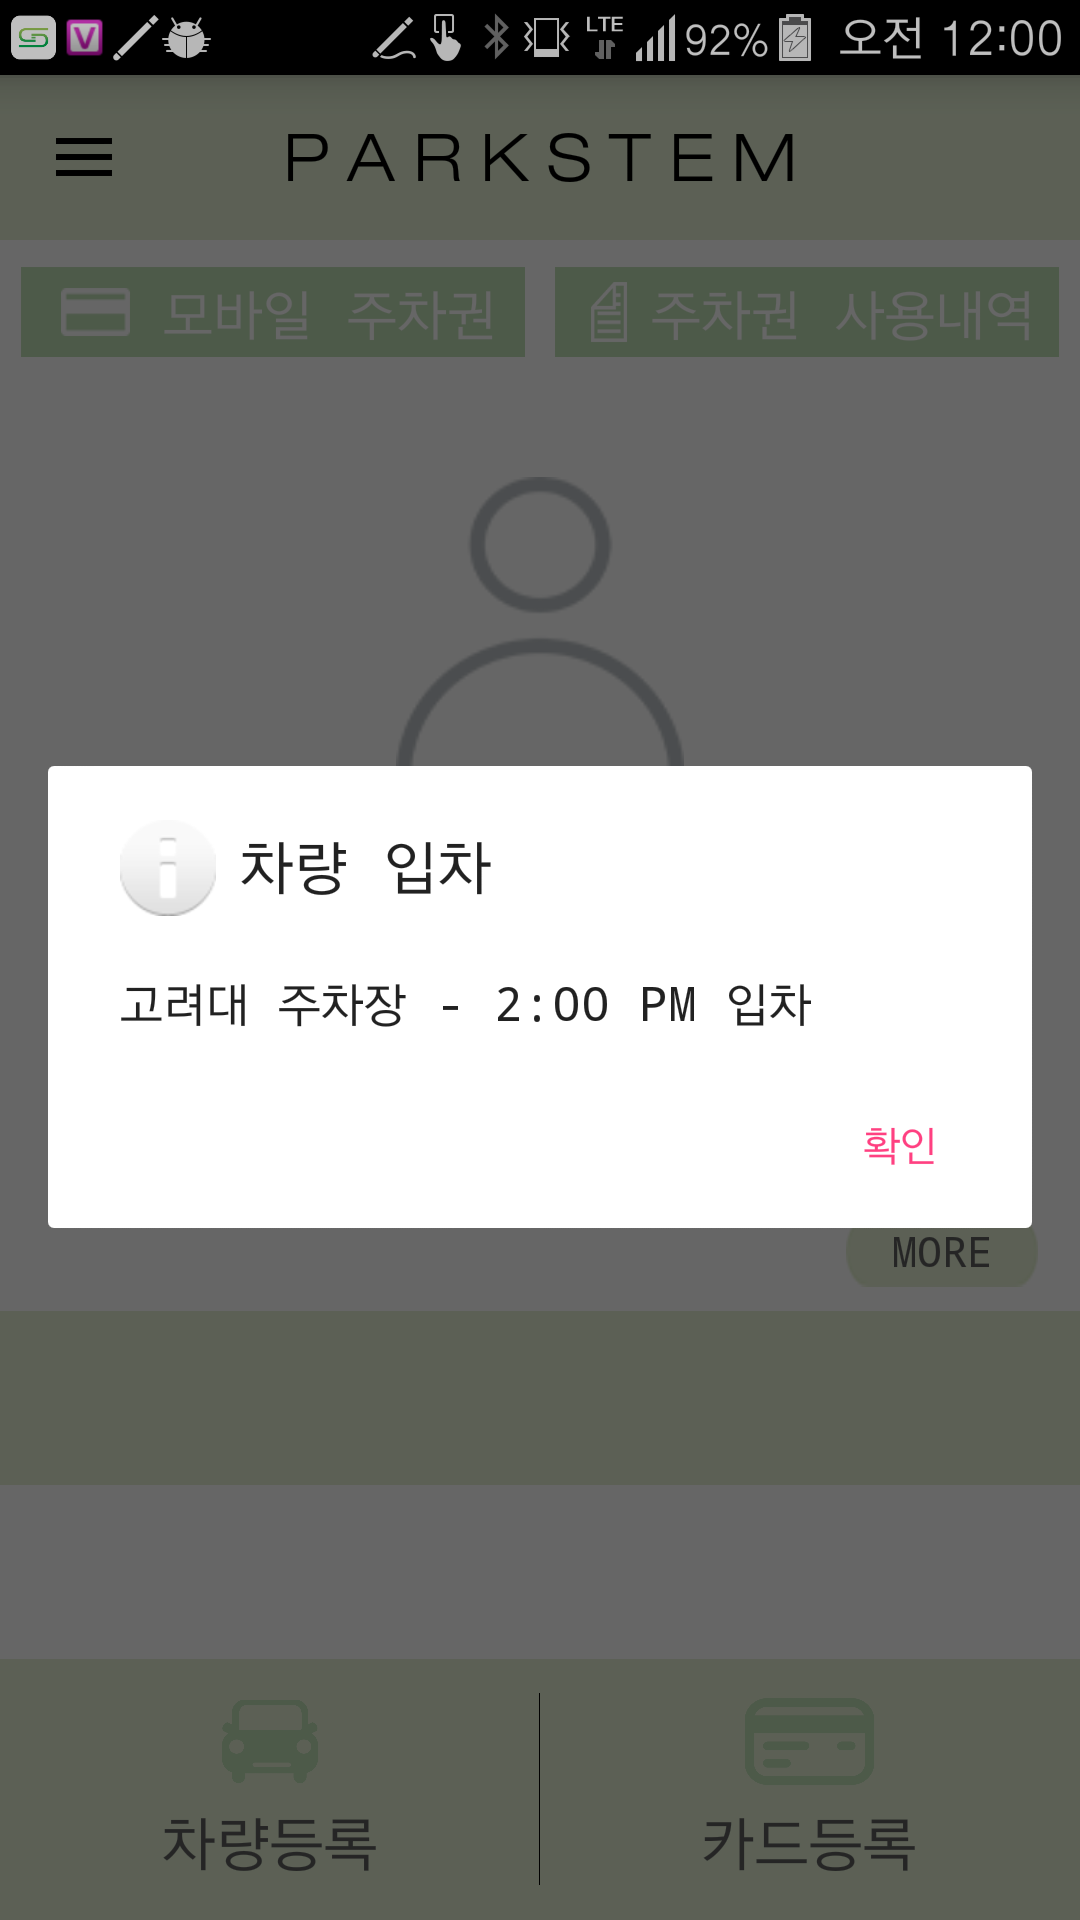 LTE 92% 오전 12:00
PARKSTEM
모바일 주차권
주차권 사용내역
차량 입차
고려대 주차장 - 2:00 PM 입차
확인
MORE
차량등록
카드등록